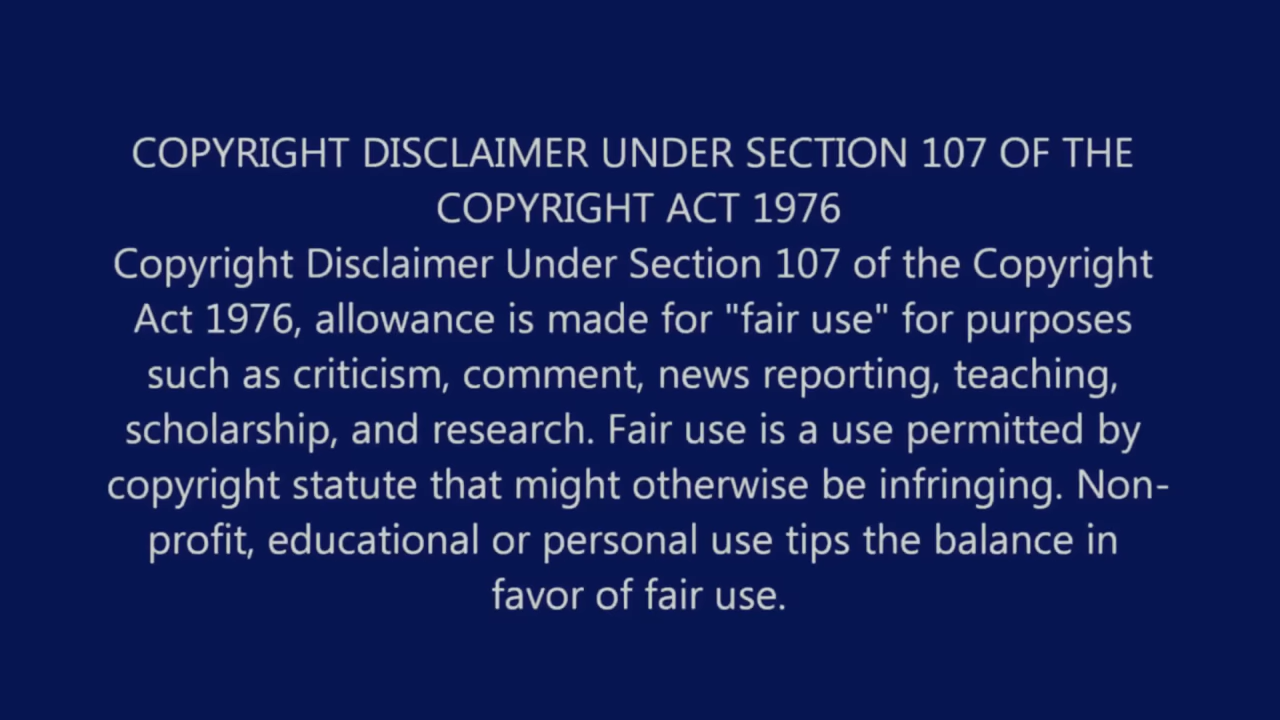 COPYRIGHT DISCLAIMER UNDER SECTION 107 OF THE
COPYRIGHT ACT 1976
Copyright Disclaimer Under Section 107 of the Copyright
Act 1976, allowance is made for "fair use" for purposes
such as criticism, comment, news reporting, teaching,
scholarship, and research. Fair use is a use permitted by
copyright statute that might otherwise be infringing. Non-
profit, educational or personal use tips the balance in
favor of fair use.